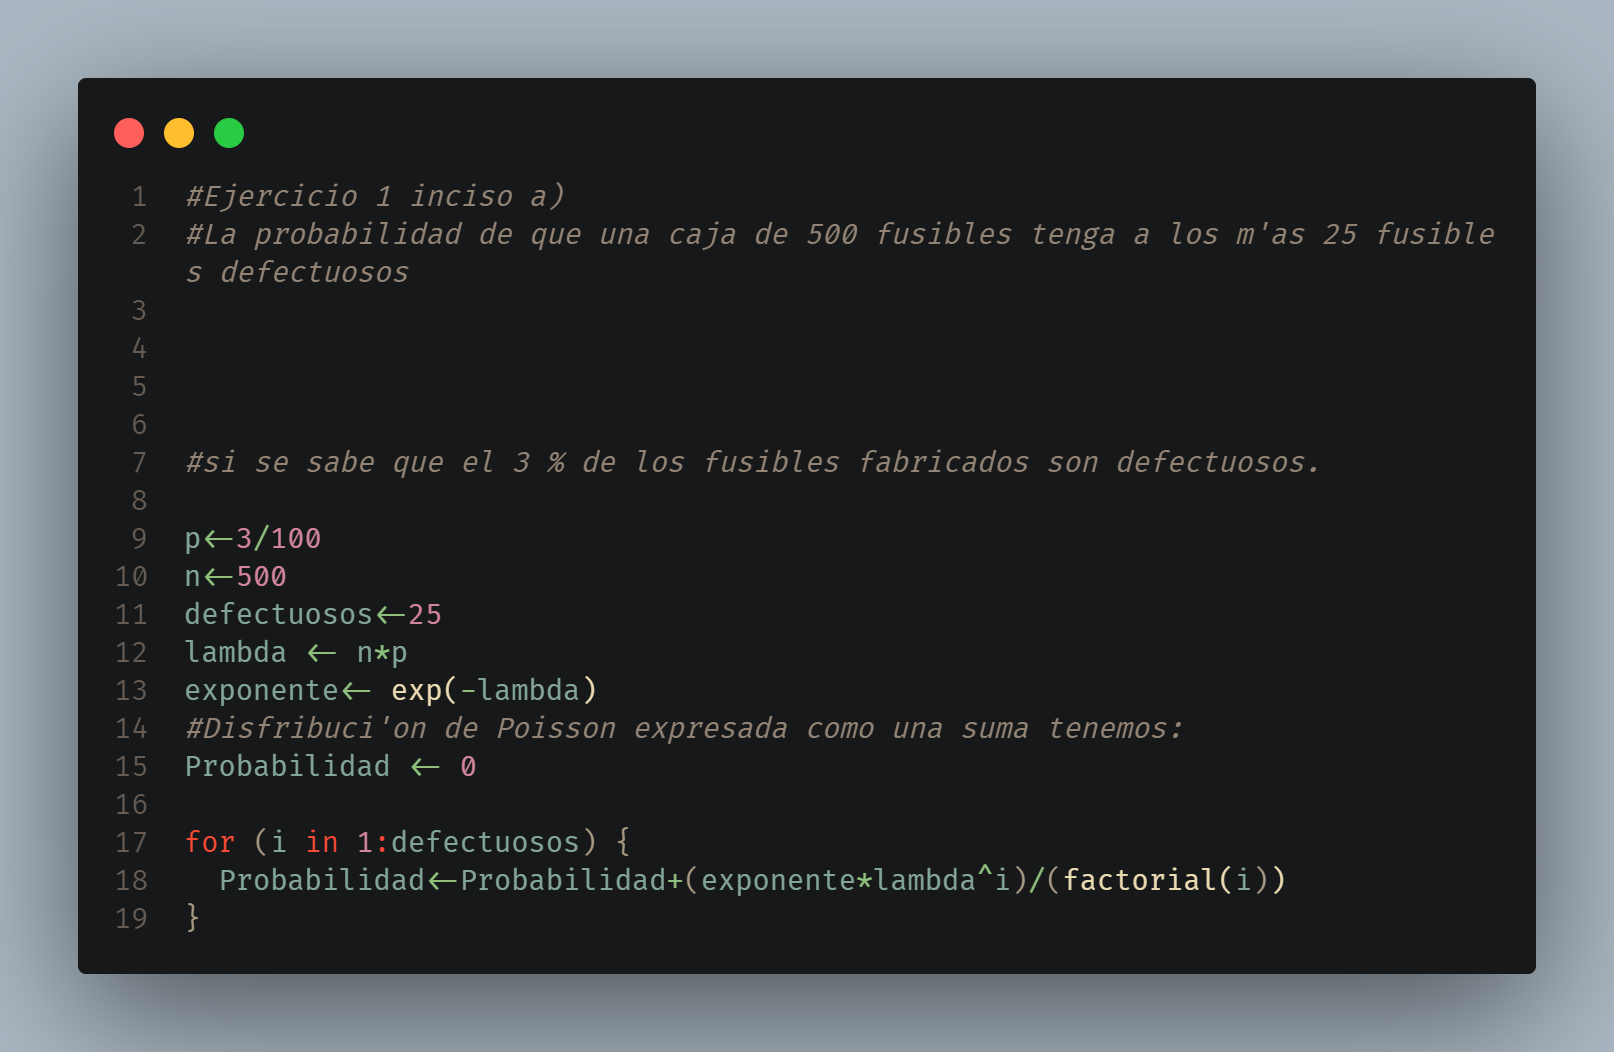 1 #Ejercicio 1 inciso a)
2 #La probabilidad de que una caja de 500 fusibles tenga a los m'as 25 fusible
s defectuosos
3
4
5
6
7 #si se sabe que el 3 % de los fusibles fabricados son defectuosos.
8
9 p<-3/100
10 n<-500
11 defectuosos<-25
12 lambda <- n*p
13 exponente<- exp(-lambda)
14 #Disfribuci'on de Poisson expresada como una suma tenemos:
15 Probabilidad <- 0
16
17 for (i in 1:defectuosos) {
18   Probabilidad<-Probabilidad+(exponente*lambda^i)/(factorial(i))
19 }